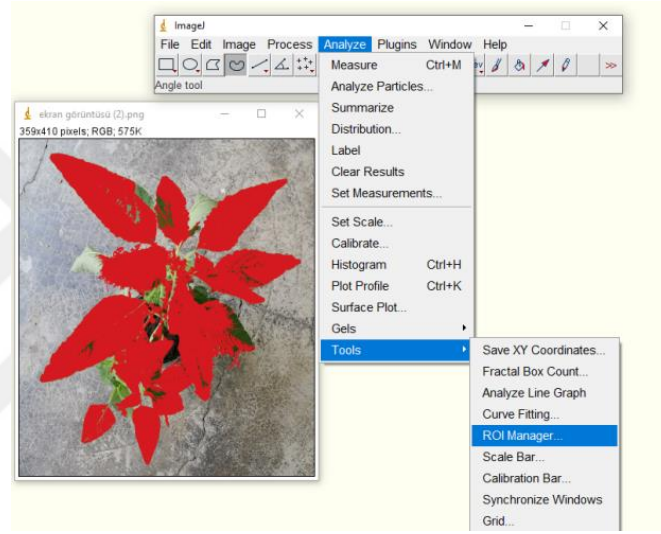 ImageJ
File Edit Image Process Analyze Plugins Window Help
Angle tool
Measure Ctrl+M
Analyze Particles...
Summarize
Distribution...
Label
Clear Results
Set Measurements...
Set Scale...
Calibrate...
Histogram Ctrl+H
Plot Profile Ctrl+K
Surface Plot...
Gels
Tools
Save XY Coordinates...
Fractal Box Count...
Analyze Line Graph
Curve Fitting...
ROI Manager...
Scale Bar...
Calibration Bar...
Synchronize Windows
Grid...
ekran görüntüsü (2).png
359x410 pixels; RGB; 575K